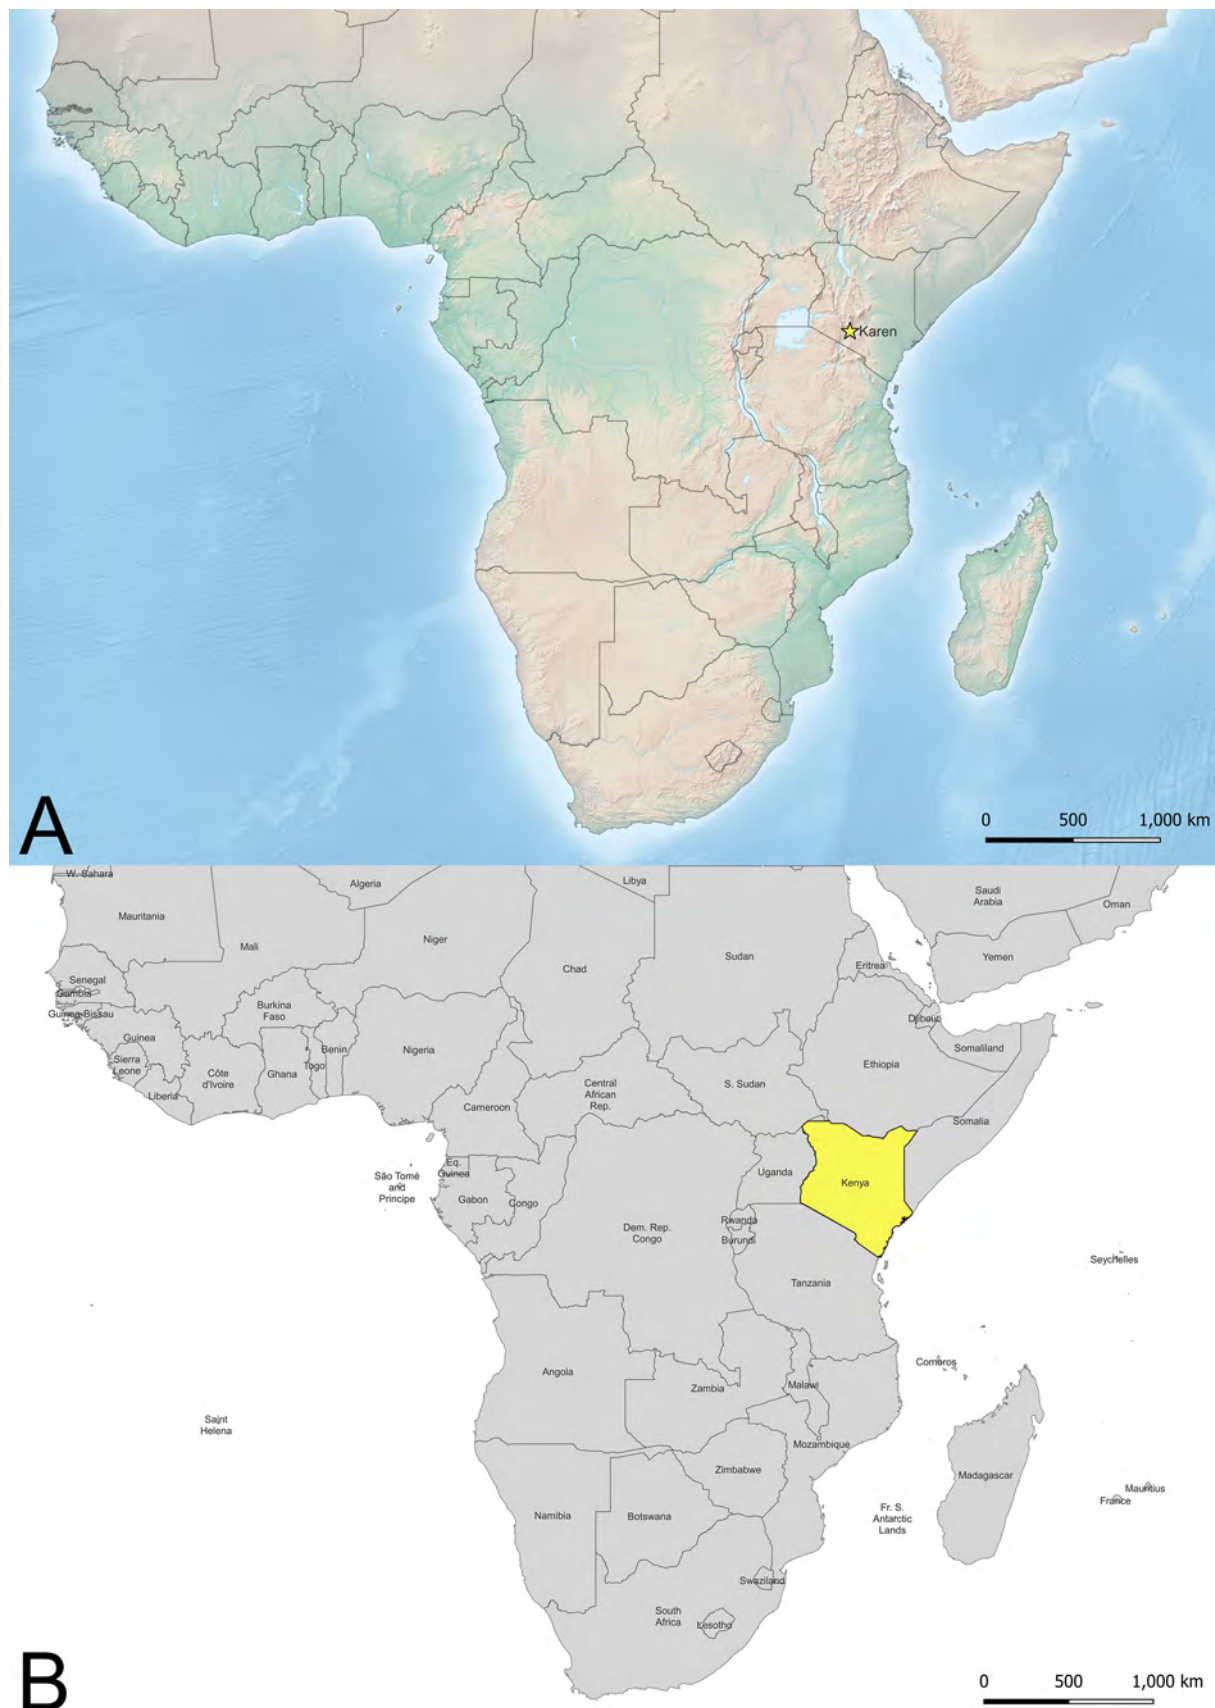 Karen
A
0 500 1,000 km
W. Sahara
Algeria
Libya
Saudi
Arabia
Oman
Mauritania
Mali
Niger
Chad
Sudan
Eritrea
Yemen
Senegal
Gambia
Guinea-Bissau
Burkina
Faso
Djibouti
Guinea
Benin
Nigeria
Somaliland
Sierra
Leone
Côte
d'Ivoire
Ghana
Togo
Ethiopia
Liberia
Central
African
Rep.
S. Sudan
Cameroon
Somalia
Eq.
Guinea
São Tomé
and
Principe
Gabon
Congo
Uganda
Kenya
Dem. Rep.
Congo
Rwanda
Burundi
Seychelles
Tanzania
Angola
Comoros
Zambia
Malawi
Saint
Helena
Mozambique
Zimbabwe
Madagascar
Mauritius
France
Namibia
Botswana
Fr. S.
Antarctic
Lands
Swaziland
South
Africa
Lesotho
B
0 500 1,000 km